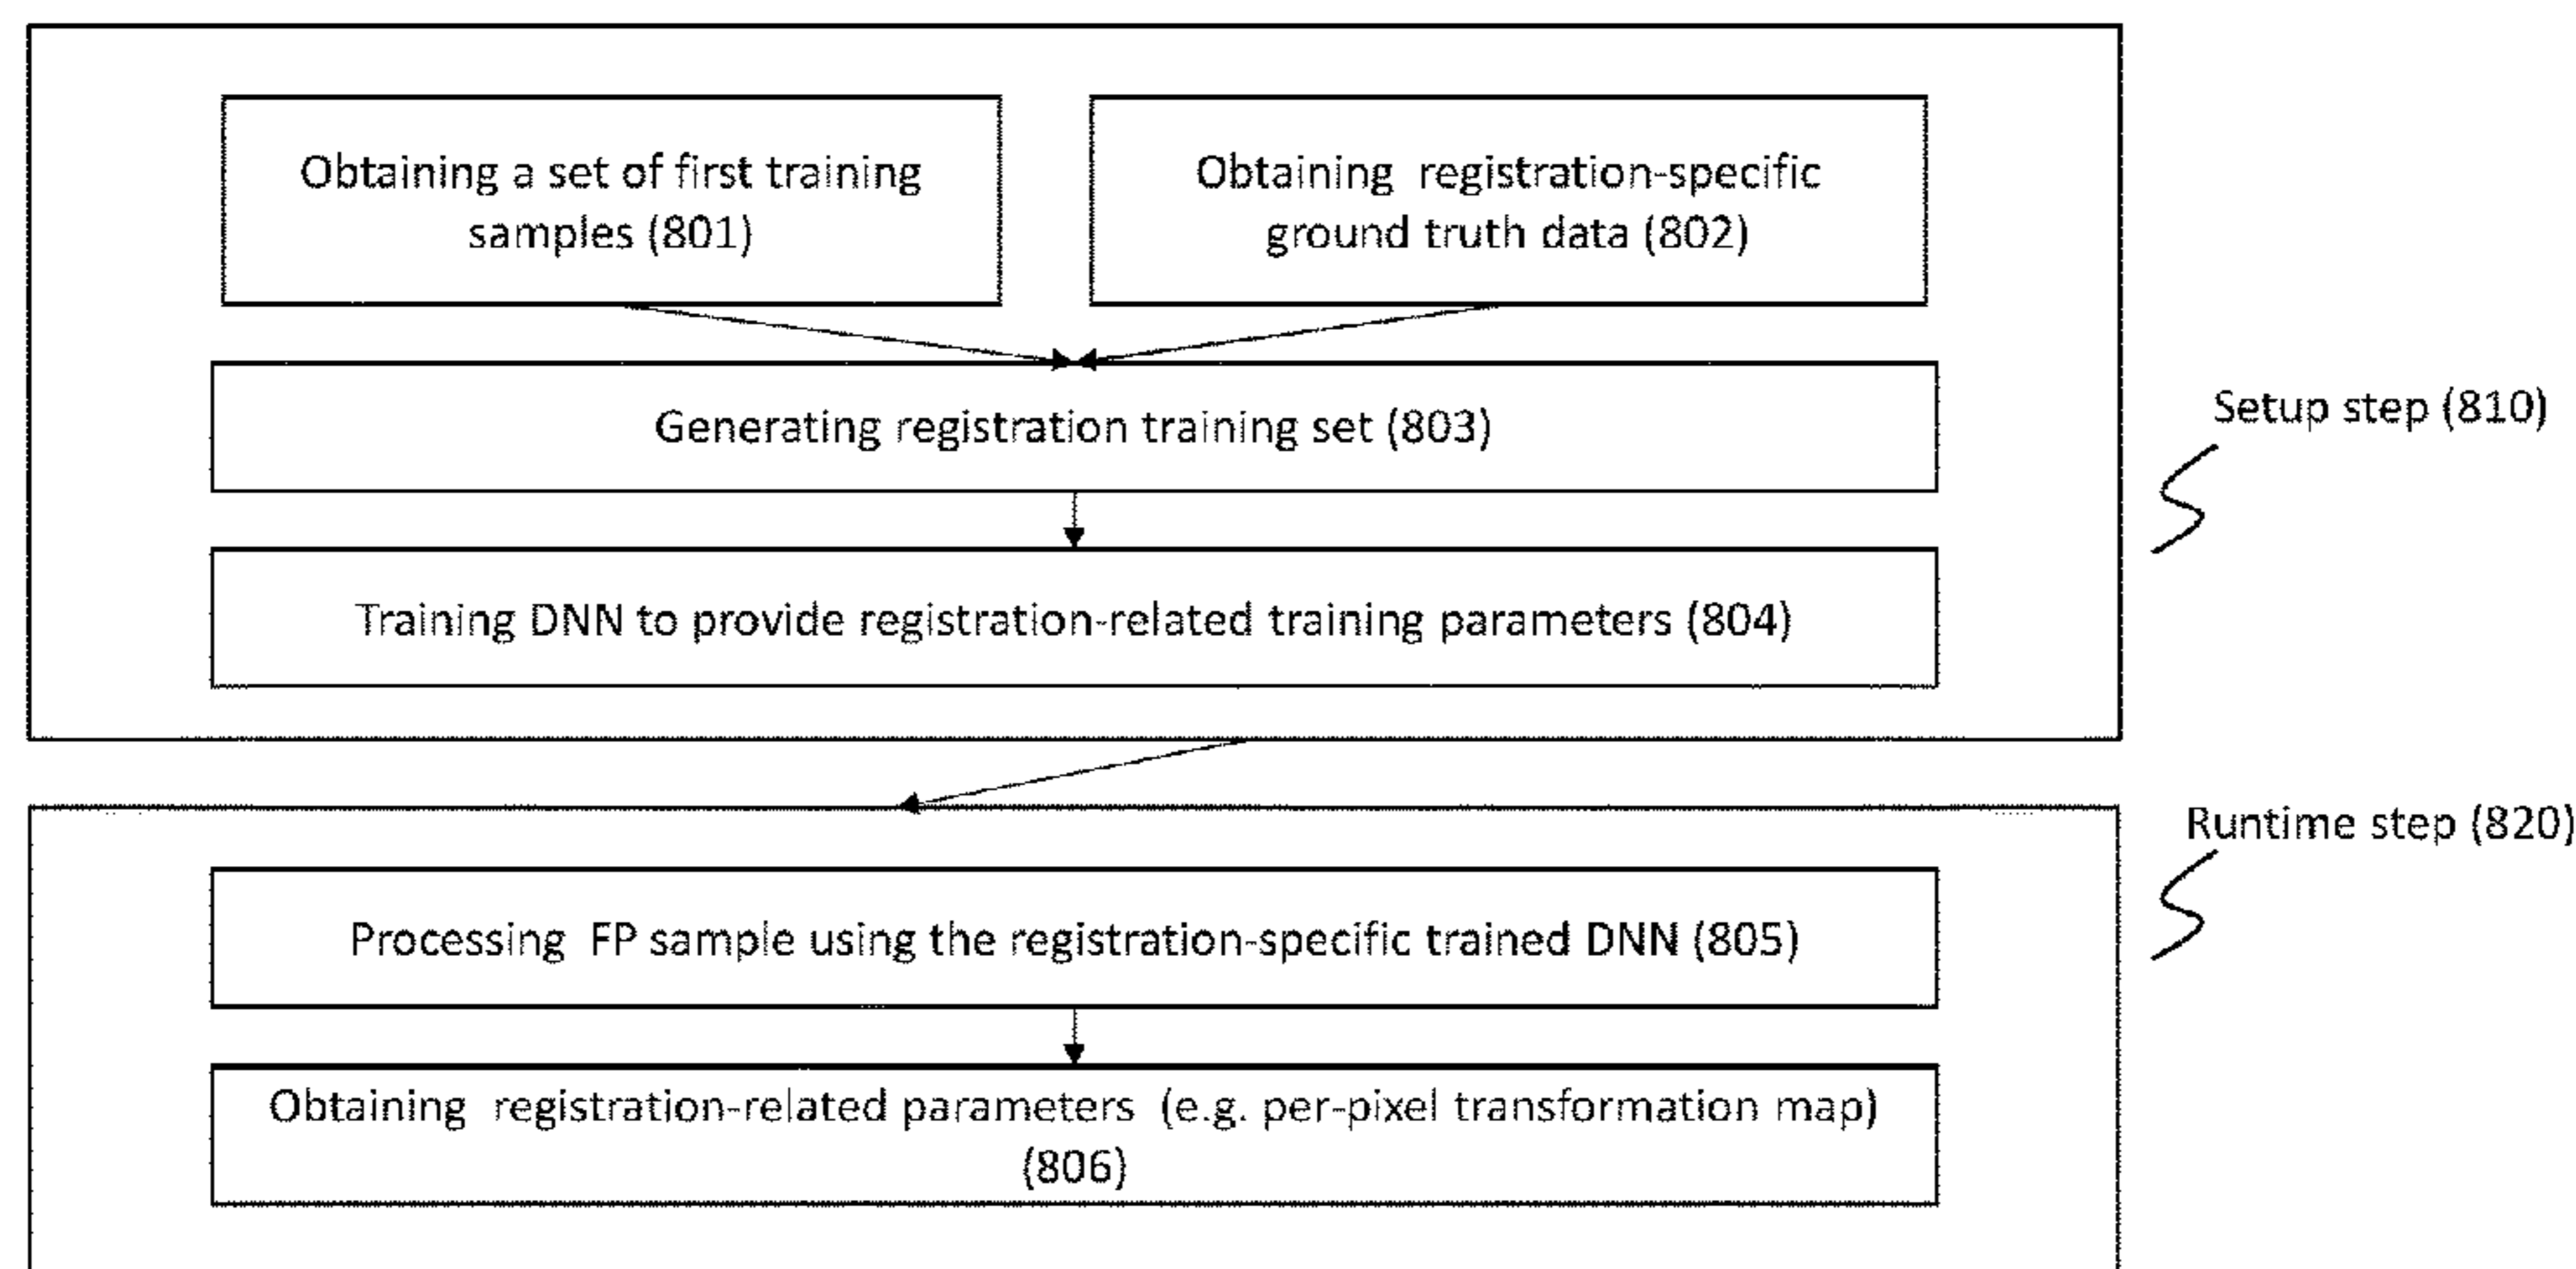 Obtaining a set of first training
samples (801)
Obtaining registration-specific
ground truth data (802)
Generating registration training set (803)
Setup step (810)
Training DNN to provide registration-related training parameters (804)
Runtime step (820)
Processing FP sample using the registration-specific trained DNN (805)
Obtaining registration-related parameters (e.g. per-pixel transformation map)
(806)